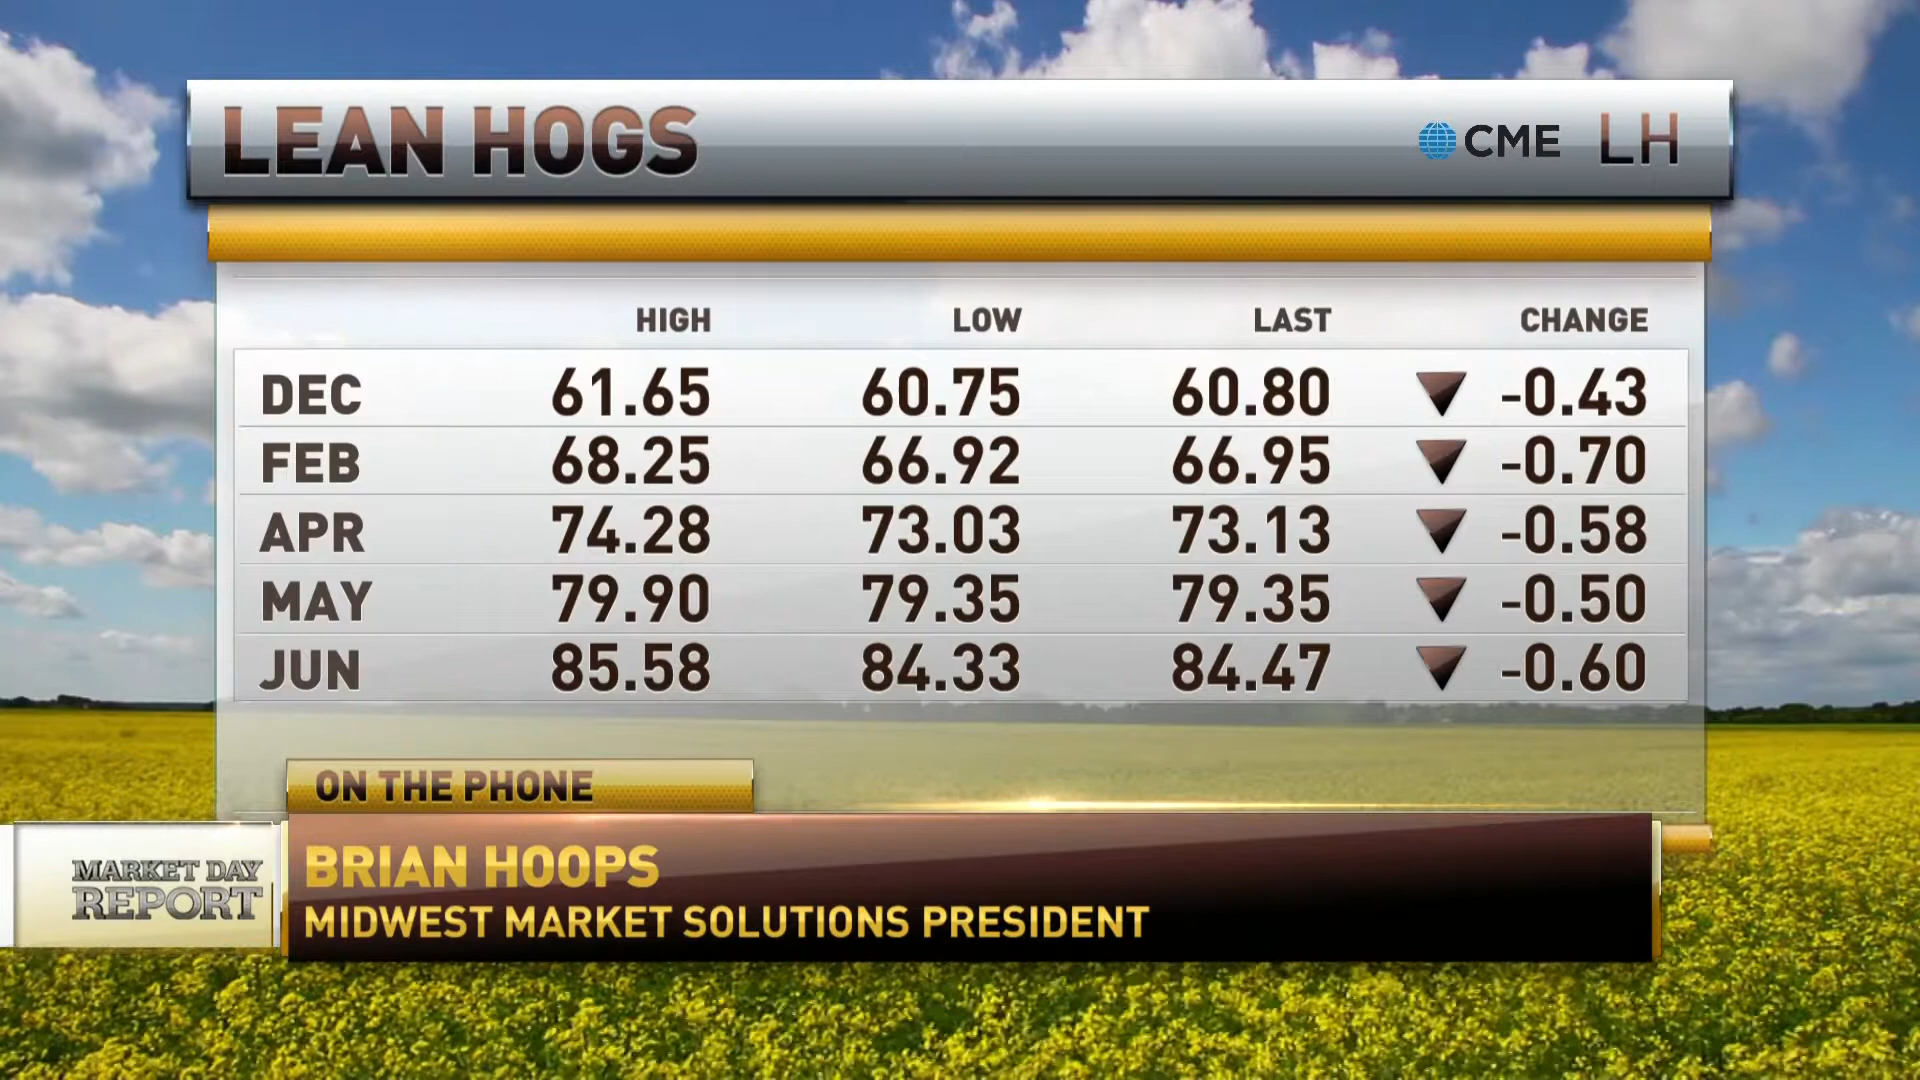 LEAN HOGS CME LH
HIGH LOW LAST CHANGE
DEC 61.65 60.75 60.80 ▼ -0.43
FEB 68.25 66.92 66.95 ▼ -0.70
APR 74.28 73.03 73.13 ▼ -0.58
MAY 79.90 79.35 79.35 ▼ -0.50
JUN 85.58 84.33 84.47 ▼ -0.60
ON THE PHONE
MARKET DAY
REPORT
BRIAN HOOPS
MIDWEST MARKET SOLUTIONS PRESIDENT